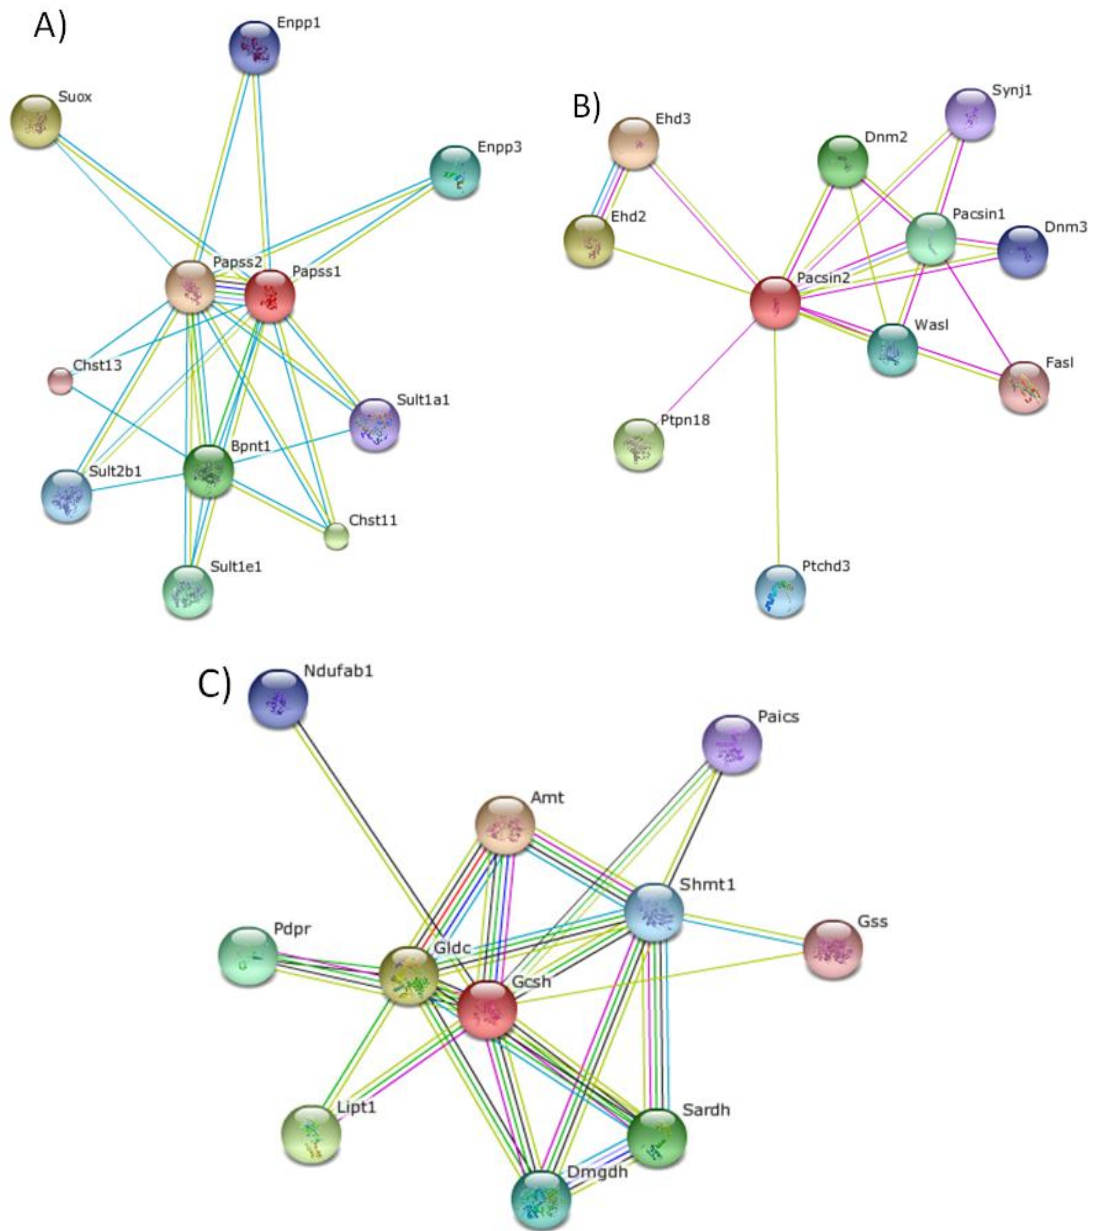 A)
Enpp1
Suox
Enpp3
Papss2
Papss1
Chst13
Sult1a1
Bpnt1
Sult2b1
Chst11
Sult1e1
B)
Synj1
Ehd3
Dnm2
Ehd2
Pacsin1
Dnm3
Pacsin2
Wasl
Fasl
Ptpn18
Ptchd3
C)
Ndufab1
Paics
Amt
Shmt1
Gss
Pdpr
Gldc
Gcsh
Lipt1
Sardh
Dmgdh